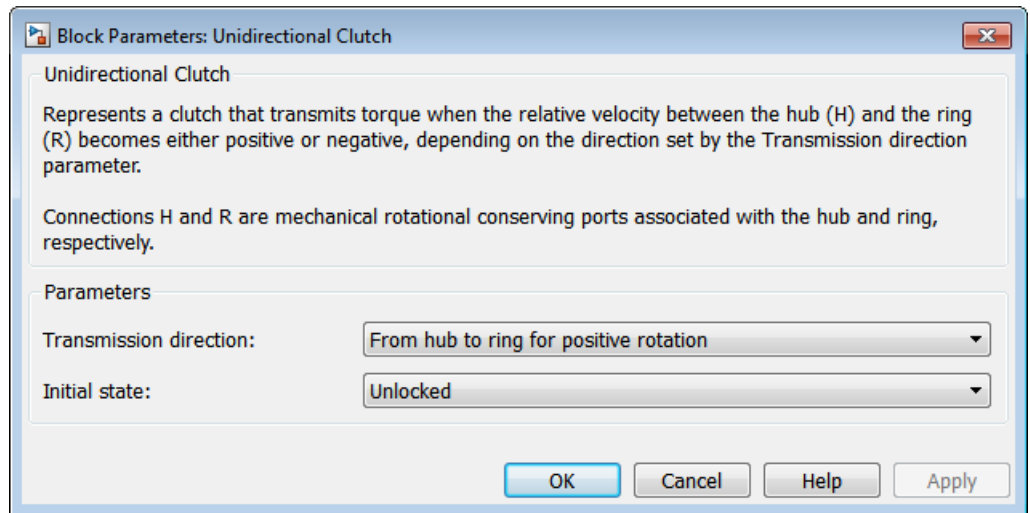 Block Parameters: Unidirectional Clutch
Unidirectional Clutch
Represents a clutch that transmits torque when the relative velocity between the hub (H) and the ring
(R) becomes either positive or negative, depending on the direction set by the Transmission direction
parameter.
Connections H and R are mechanical rotational conserving ports associated with the hub and ring,
respectively.
Parameters
Transmission direction: From hub to ring for positive rotation
Initial state: Unlocked
OK Cancel Help Apply